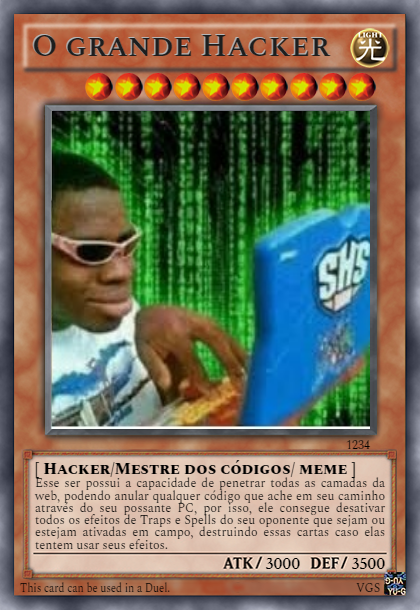 O GRANDE HACKER
LIGHT
光
SHS
1234
[ HACKER/MESTRE DOS CÓDIGOS/ MEME ]
Esse ser possui a capacidade de penetrar todas as camadas da
web, podendo anular qualquer código que ache em seu caminho
através do seu possante PC, por isso, ele consegue desativar
todos os efeitos de Traps e Spells do seu oponente que sejam ou
estejam ativadas em campo, destruindo essas cartas caso elas
tentem usar seus efeitos.
ATK / 3000 DEF / 3500
This card can be used in a Duel.
VGS